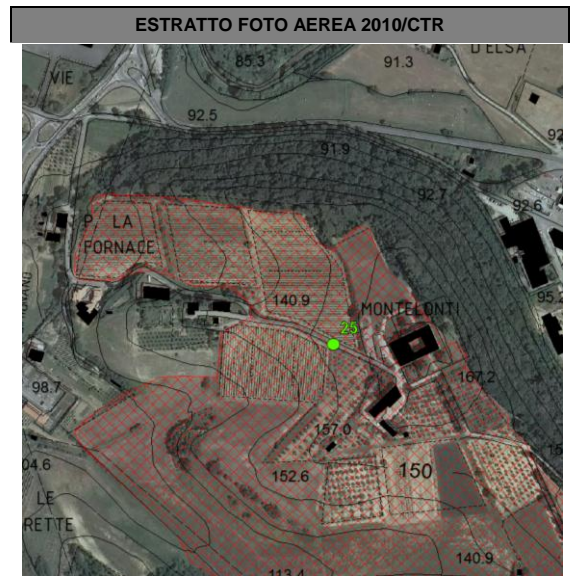 ESTRATTO FOTO AEREA 2010/CTR
D'ELSA
85.3
91.3
VIE
92.5
91.9
92.7
92.6
P LA
FORNACE
95.2
140.9
MONTELONTI
25
167.2
98.7
157.0
152.6
150
04.6
LE
RETTE
140.9
113.4